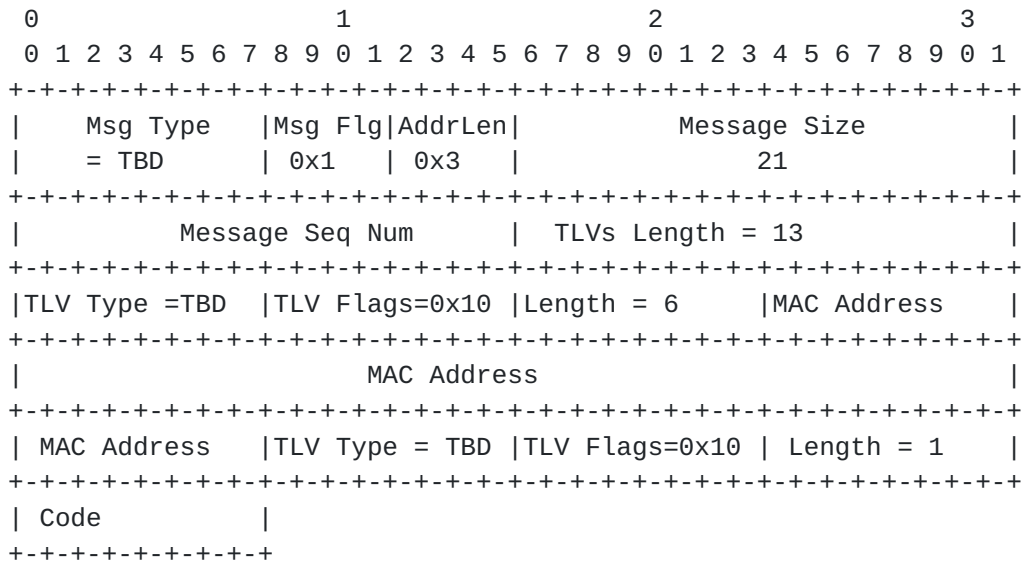 0                   1                   2                   3
 0 1 2 3 4 5 6 7 8 9 0 1 2 3 4 5 6 7 8 9 0 1 2 3 4 5 6 7 8 9 0 1
+-+-+-+-+-+-+-+-+-+-+-+-+-+-+-+-+-+-+-+-+-+-+-+-+-+-+-+-+-+-+-+-+
|    Msg Type   |Msg Flg|AddrLen|          Message Size         |
|    = TBD      | 0x1   | 0x3   |               21              |
+-+-+-+-+-+-+-+-+-+-+-+-+-+-+-+-+-+-+-+-+-+-+-+-+-+-+-+-+-+-+-+-+
|          Message Seq Num      |  TLVs Length = 13             |
+-+-+-+-+-+-+-+-+-+-+-+-+-+-+-+-+-+-+-+-+-+-+-+-+-+-+-+-+-+-+-+-+
|TLV Type =TBD  |TLV Flags=0x10 |Length = 6     |MAC Address    |
+-+-+-+-+-+-+-+-+-+-+-+-+-+-+-+-+-+-+-+-+-+-+-+-+-+-+-+-+-+-+-+-+
|                      MAC Address                              |
+-+-+-+-+-+-+-+-+-+-+-+-+-+-+-+-+-+-+-+-+-+-+-+-+-+-+-+-+-+-+-+-+
| MAC Address   |TLV Type = TBD |TLV Flags=0x10 | Length = 1    |
+-+-+-+-+-+-+-+-+-+-+-+-+-+-+-+-+-+-+-+-+-+-+-+-+-+-+-+-+-+-+-+-+
| Code          |
+-+-+-+-+-+-+-+-+